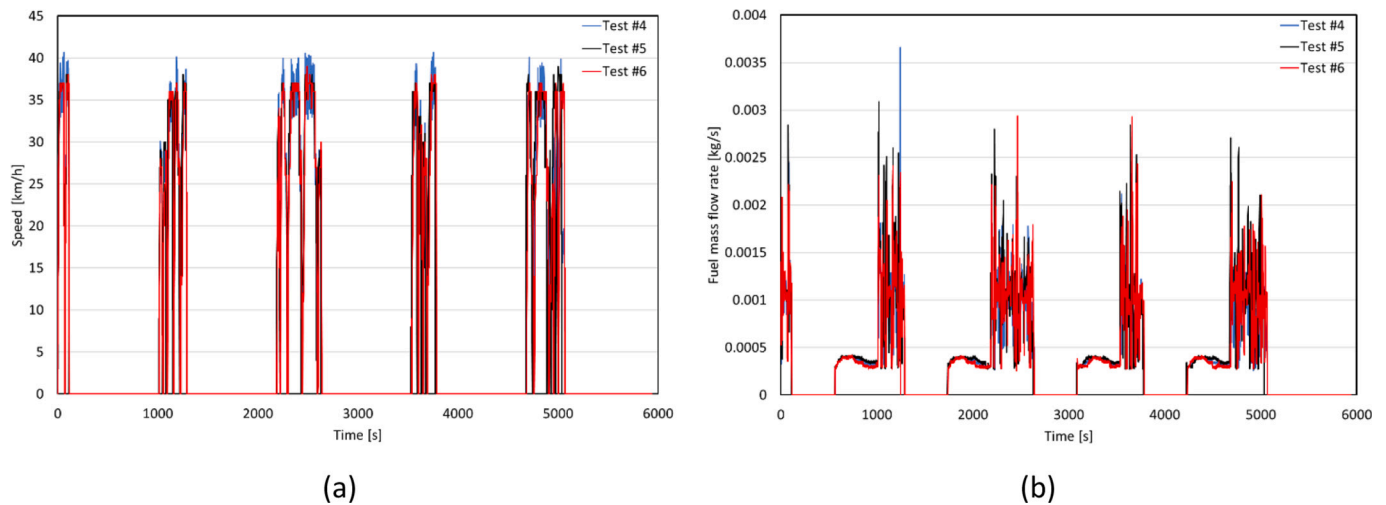 45
40
35
30
25
20
15
10
5
0
Speed [km/h]
0 1000 2000 3000 4000 5000 6000
Time [s]
Test #4
Test #5
Test #6
(a)
0.004
0.0035
0.003
0.0025
0.002
0.0015
0.001
0.0005
0
Fuel mass flow rate [kg/s]
0 1000 2000 3000 4000 5000 6000
Time [s]
Test #4
Test #5
Test #6
(b)